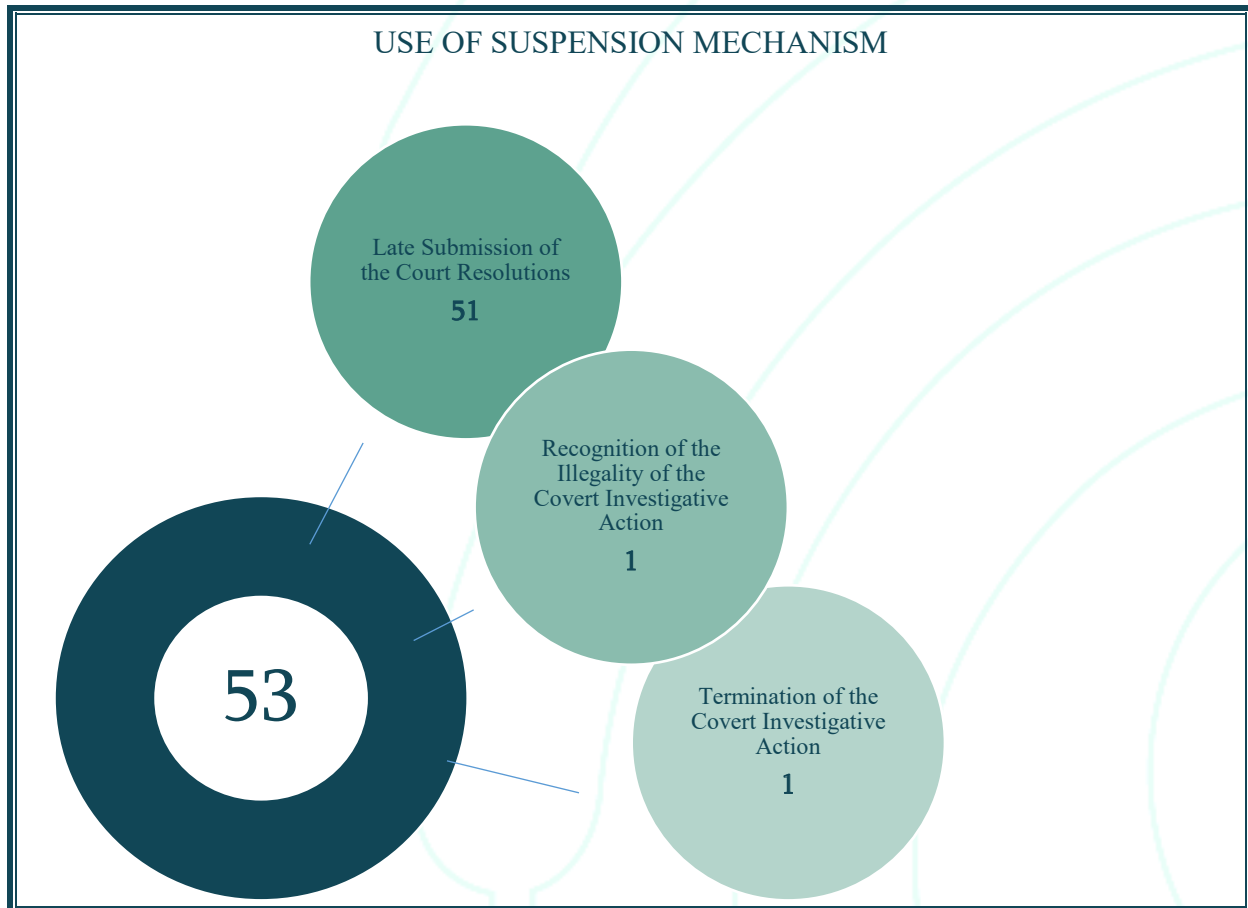 USE OF SUSPENSION MECHANISM
Late Submission of
the Court Resolutions
51
Recognition of the
Illegality of the
Covert Investigative
Action
1
53
Termination of the
Covert Investigative
Action
1